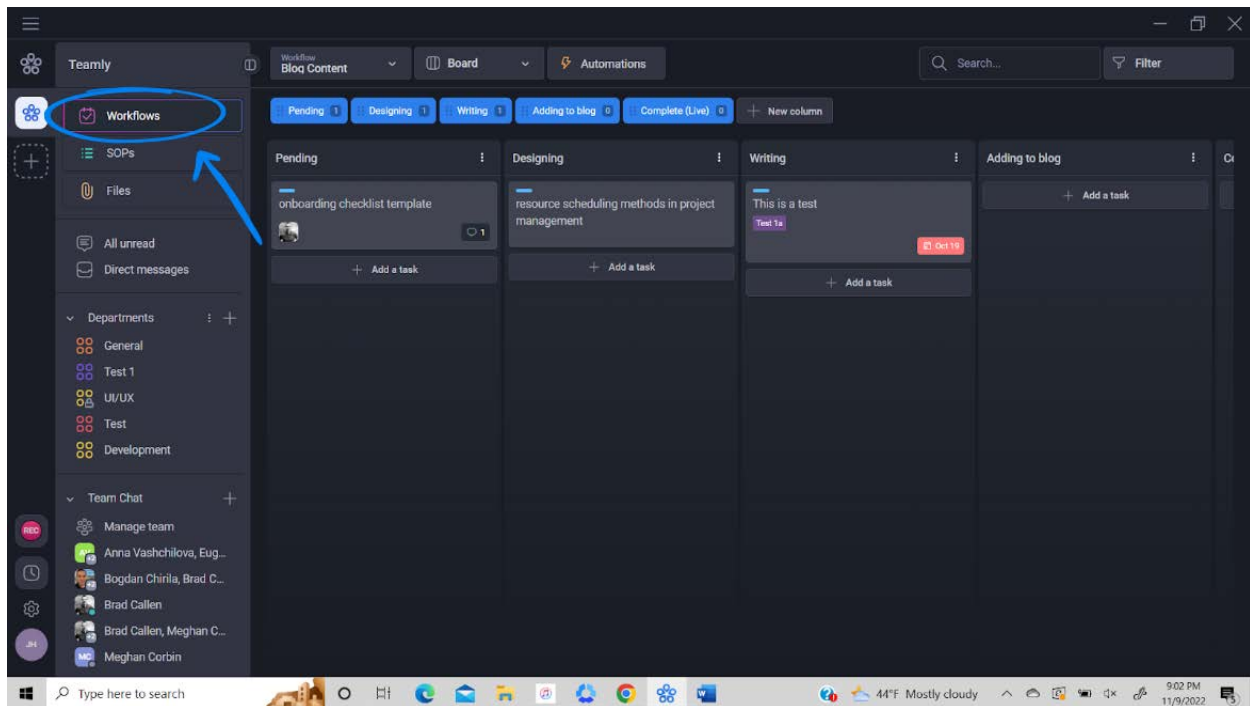 Teamly
Workflow
Blog Content
Board
Automations
Search...
Filter
Workflows
SOPs
Files
All unread
Direct messages
Departments
General
Test 1
UI/UX
Test
Development
Team Chat
Manage team
Anna Vashchilova, Eug...
Bogdan Chirila, Brad C...
Brad Callen
Brad Callen, Meghan C...
MC
Meghan Corbin
REC
JH
Pending 1
Designing 1
Writing 1
Adding to blog 0
Complete (Live) 0
New column
Pending
onboarding checklist template
1
Add a task
Designing
resource scheduling methods in project
management
Add a task
Writing
This is a test
Test 1a
Oct 19
Add a task
Adding to blog
Add a task
Type here to search
44°F Mostly cloudy
9:02 PM
11/9/2022
5